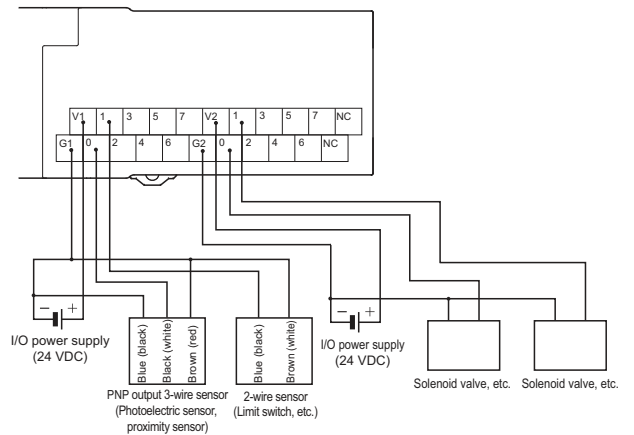 V1 1 3 5 7 V2 1 3 5 7 NC
G1 0 2 4 6 G2 0 2 4 6 NC
− +
I/O power supply
(24 VDC)
Blue (black)
Black (white)
Brown (red)
PNP output 3-wire sensor
(Photoelectric sensor,
proximity sensor)
Blue (black)
Brown (white)
2-wire sensor
(Limit switch, etc.)
− +
I/O power supply
(24 VDC)
Solenoid valve, etc.
Solenoid valve, etc.